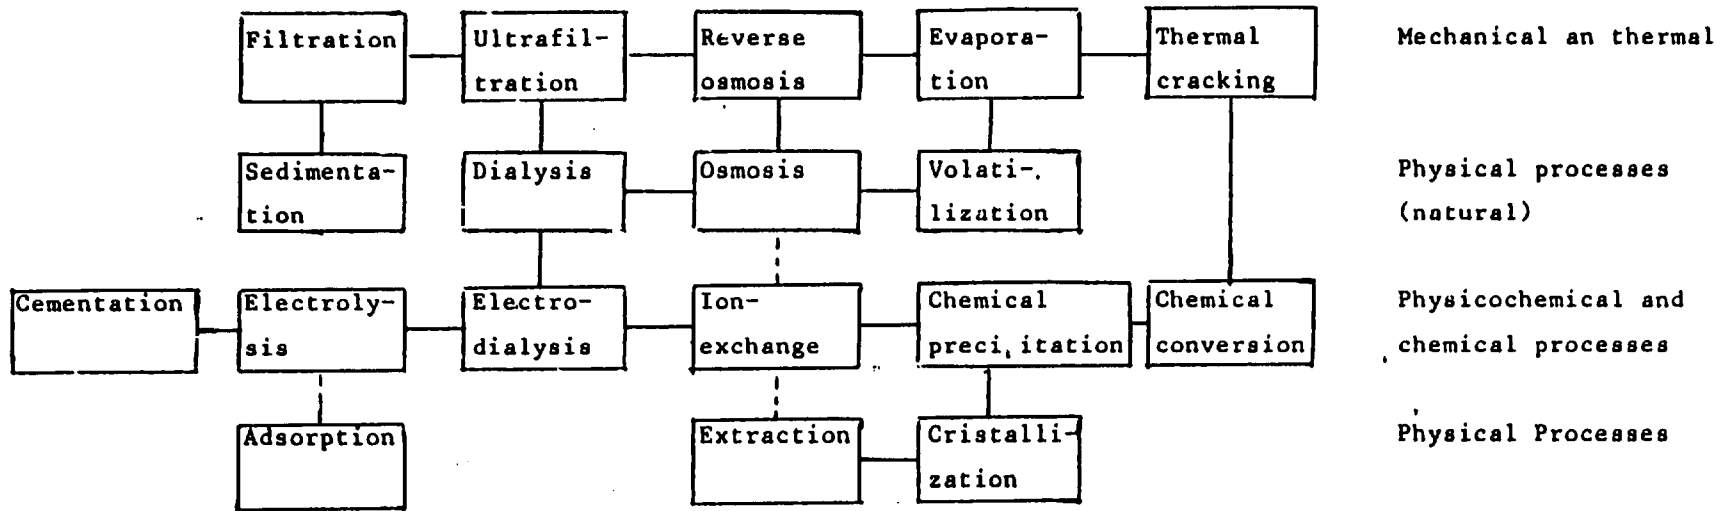 Filtration
Ultrafil-
tration
Reverse
osmosis
Evapora-
tion
Thermal
cracking
Mechanical an thermal
Sedimenta-
tion
Dialysis
Osmosis
Volati-
lization
Physical processes
(natural)
Cementation
Electroly-
sis
Electro-
dialysis
Ion-
exchange
Chemical
preci,itation
Chemical
conversion
Physicochemical and
chemical processes
Adsorption
Extraction
Cristalli-
zation
Physical Processes